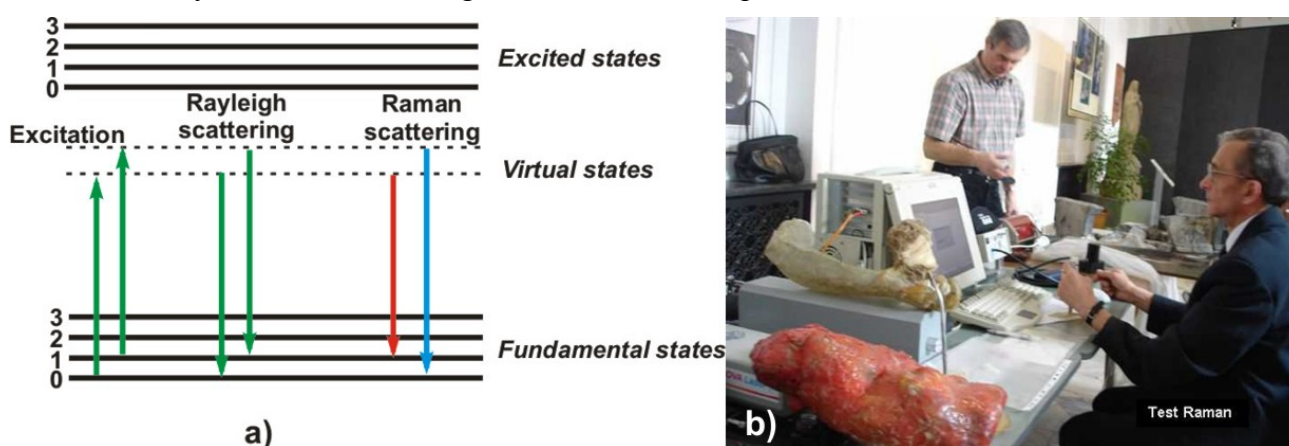 3
2
1
0
Excited states
Rayleigh
scattering
Raman
scattering
Excitation
Virtual states
3
2
1
0
Fundamental states
a)
b)
Test Raman